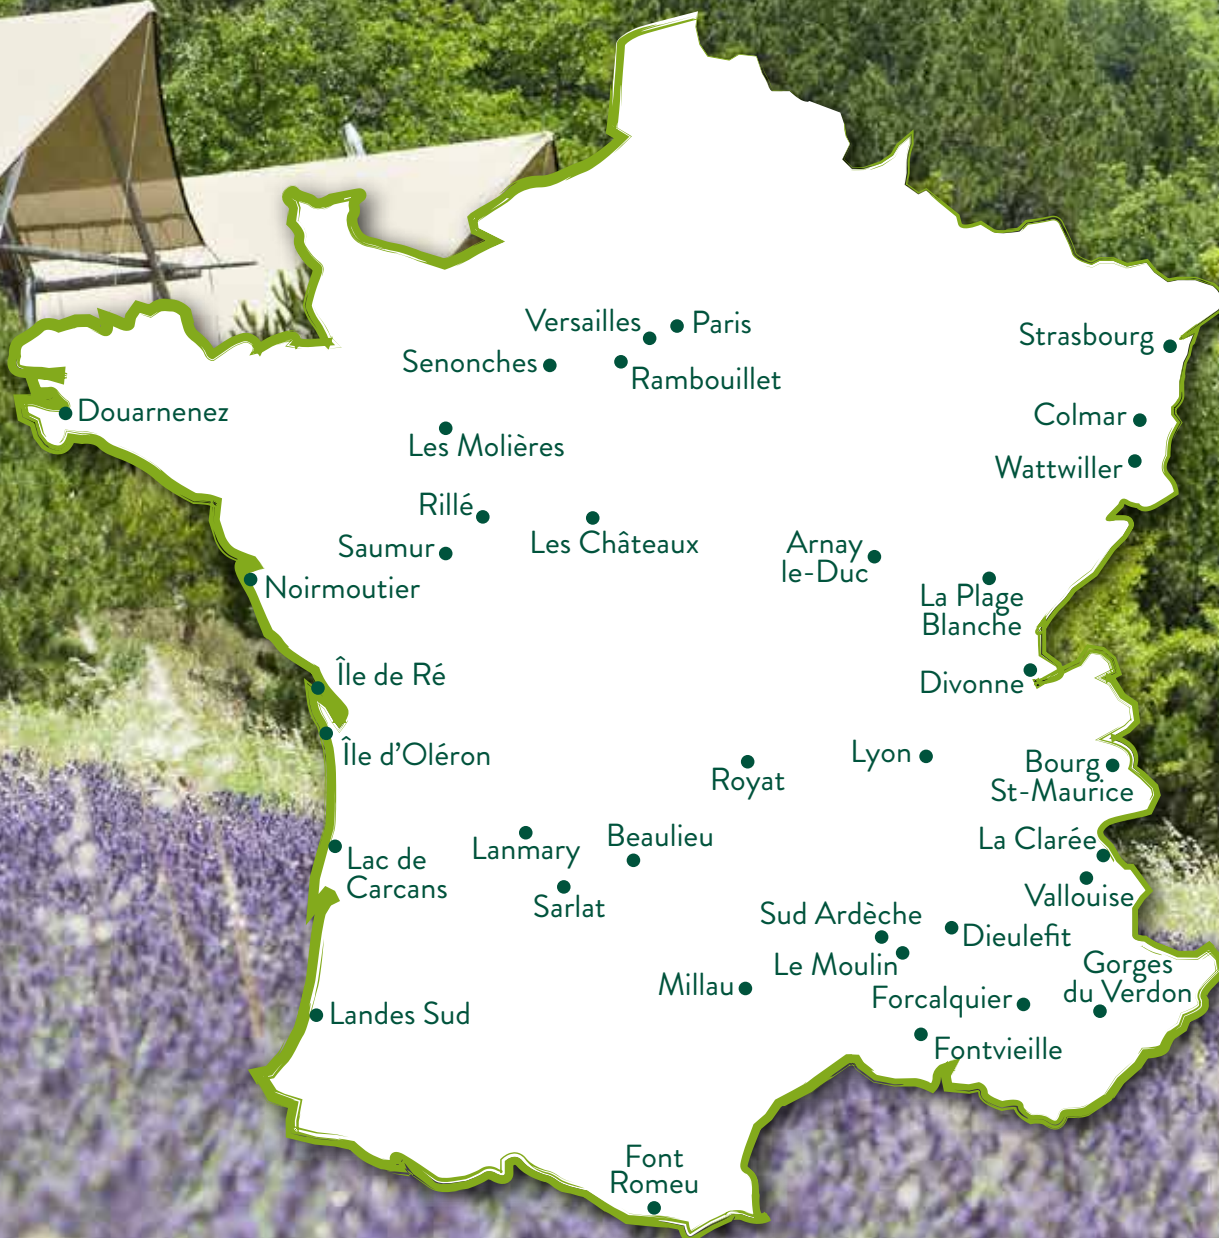 Versailles
Paris
Senonches
Rambouillet
Strasbourg
Douarnenez
Colmar
Les Molières
Wattwiller
Rillé
Saumur
Les Châteaux
Arnay
le-Duc
Noirmoutier
La Plage
Blanche
Île de Ré
Divonne
Île d'Oléron
Lyon
Royat
Bourg
St-Maurice
Lanmary
Beaulieu
La Clarée
Lac de
Carcans
Sarlat
Vallouise
Sud Ardèche
Dieulefit
Le Moulin
Gorges
du Verdon
Millau
Forcalquier
Landes Sud
Fontvieille
Font
Romeu